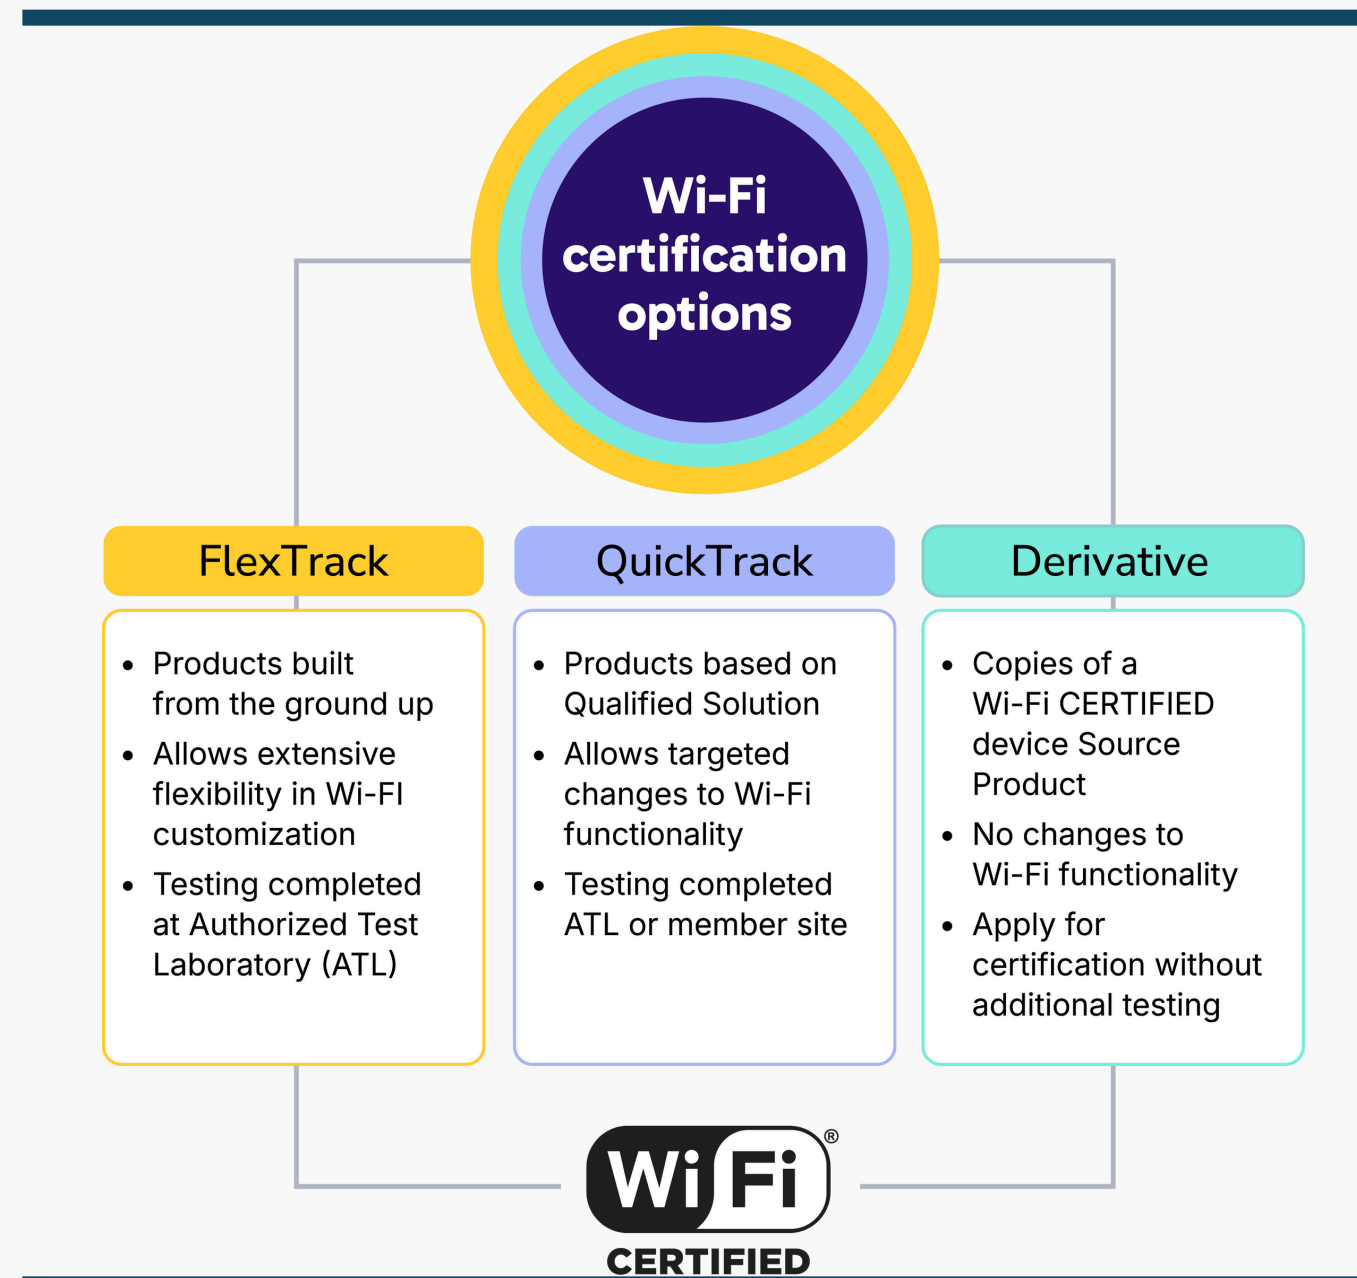 Wi-Fi
certification
options
FlexTrack
• Products built
from the ground up
• Allows extensive
flexibility in Wi-FI
customization
• Testing completed
at Authorized Test
Laboratory (ATL)
QuickTrack
• Products based on
Qualified Solution
• Allows targeted
changes to Wi-Fi
functionality
• Testing completed
ATL or member site
Derivative
• Copies of a
Wi-Fi CERTIFIED
device Source
Product
• No changes to
Wi-Fi functionality
• Apply for
certification without
additional testing
Wi Fi ®
CERTIFIED